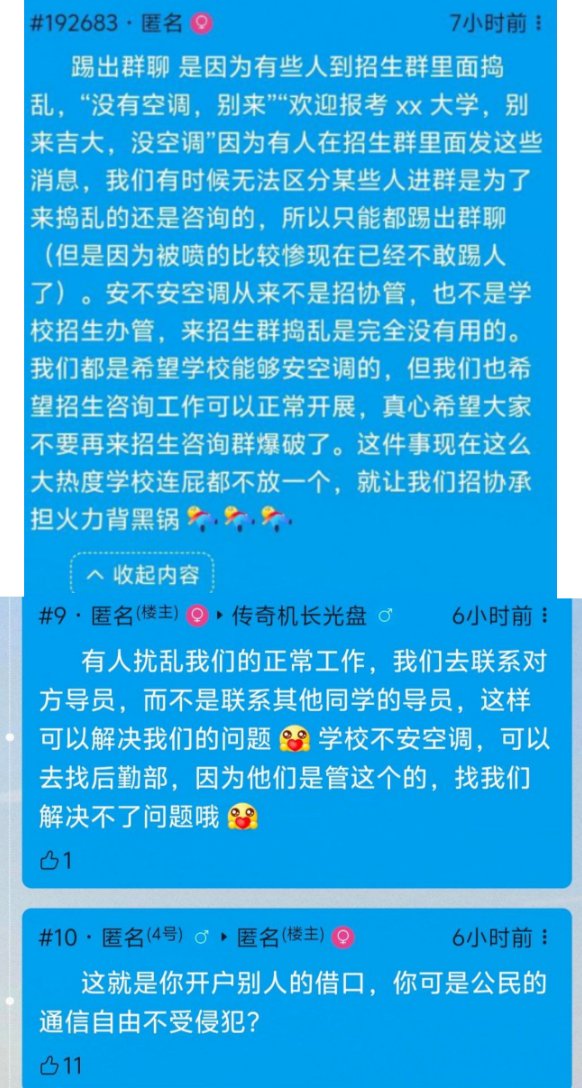 #192683 · 匿名
7小时前
踢出群聊 是因为有些人到招生群里面捣
乱，“没有空调，别来”“欢迎报考 xx 大学，别
来吉大，没空调”因为有人在招生群里面发这些
消息，我们有时候无法区分某些人进群是为了
来捣乱的还是咨询的，所以只能都踢出群聊
（但是因为被喷的比较惨现在已经不敢踢人
了）。安不安空调从来不是招协管，也不是学
校招生办管，来招生群捣乱是完全没有用的。
我们都是希望学校能够安空调的，但我们也希
望招生咨询工作可以正常开展，真心希望大家
不要再来招生咨询群爆破了。这件事现在这么
大热度学校连屁都不放一个，就让我们招协承
担火力背黑锅
收起内容
#9 · 匿名(楼主) 传奇机长光盘
6小时前
有人扰乱我们的正常工作，我们去联系对
方导员，而不是联系其他同学的导员，这样
可以解决我们的问题 学校不安空调，可以
去找后勤部，因为他们是管这个的，找我们
解决不了问题哦
1
#10 · 匿名(4号) 匿名(楼主)
6小时前
这就是你开户别人的借口，你可是公民的
通信自由不受侵犯?
11